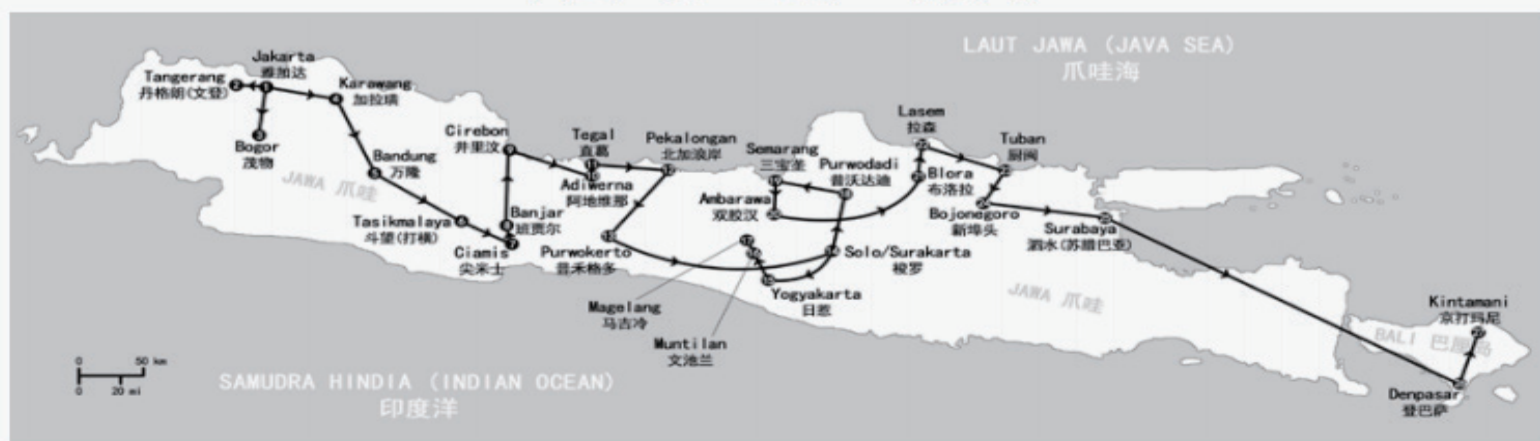 LAUT JAWA (JAVA SEA)
爪哇海
Jakarta
雅加达
Tangerang
丹格朗(文登)
Karawang
加拉璜
Bogor
茂物
Bandung
万隆
JAWA 爪哇
Cirebon
井里汶
Tegal
直葛
Pekalongan
北加浪岸
Adiwerna
阿地维那
Semarang
三宝垄
Purwodadi
普沃达迪
Lasem
拉森
Tuban
厨闽
Blora
布洛拉
Ambarawa
双胶汉
Bojonegoro
新埠头
Surabaya
泗水(苏腊巴亚)
Tasikmalaya
斗望(打横)
Banjar
班贾尔
Ciamis
尖米士
Purwokerto
普禾格多
Solo/Surakarta
梭罗
Yogyakarta
日惹
Magelang
马吉冷
Muntilan
文池兰
JAWA 爪哇
Kintamani
京打玛尼
BALI 巴厘岛
Denpasar
登巴萨
0 50 km
0 20 mi
SAMUDRA HINDIA (INDIAN OCEAN)
印度洋